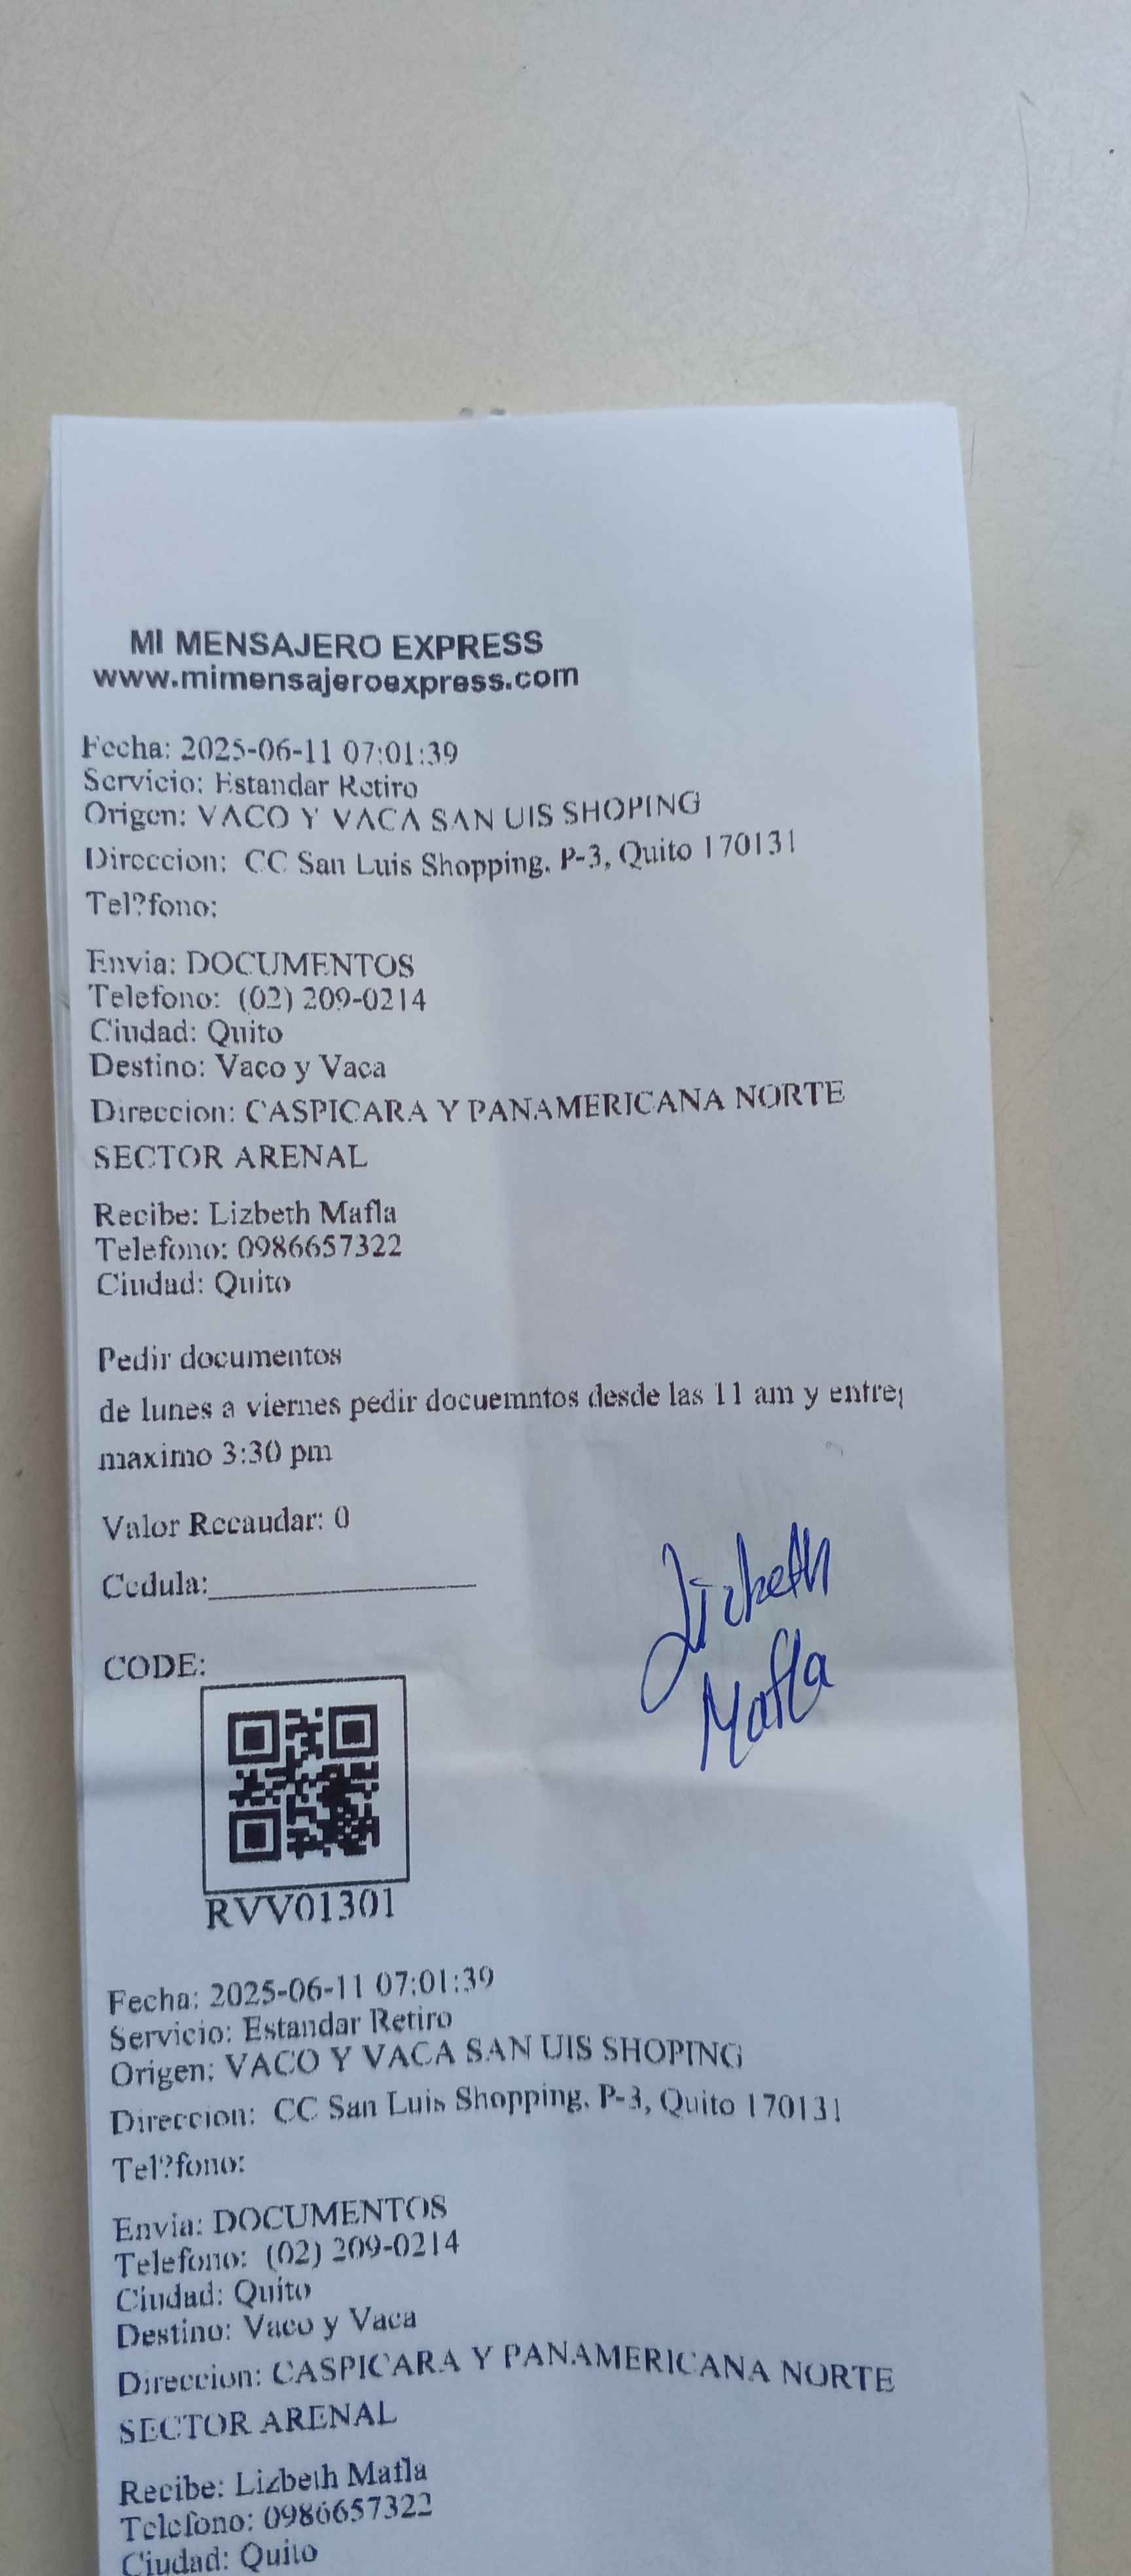 MI MENSAJERO EXPRESS
www.mimensajeroexpress.com
Fecha: 2025-06-11 07:01:39
Servicio: Estandar Retiro
Origen: VACO Y VACA SAN UIS SHOPING
Direccion: CC San Luis Shopping, P-3, Quito 170131
Tel?fono:
Envia: DOCUMENTOS
Telefono: (02) 209-0214
Ciudad: Quito
Destino: Vaco y Vaca
Direccion: CASPICARA Y PANAMERICANA NORTE
SECTOR ARENAL
Recibe: Lizbeth Mafla
Telefono: 0986657322
Ciudad: Quito
Pedir documentos
de lunes a viernes pedir docuemntos desde las 11 am y entre
maximo 3:30 pm
Valor Recaudar: 0
Cedula:
Lizbeth
Mafla
CODE:
RVV01301
Fecha: 2025-06-11 07:01:39
Servicio: Estandar Retiro
Origen: VACO Y VACA SAN UIS SHOPING
Direccion: CC San Luis Shopping, P-3, Quito 170131
Tel?fono:
Envia: DOCUMENTOS
Telefono: (02) 209-0214
Ciudad: Quito
Destino: Vaco y Vaca
Direccion: CASPICARA Y PANAMERICANA NORTE
SECTOR ARENAL
Recibe: Lizbeth Mafla
Telefono: 0986657322
Ciudad: Quito